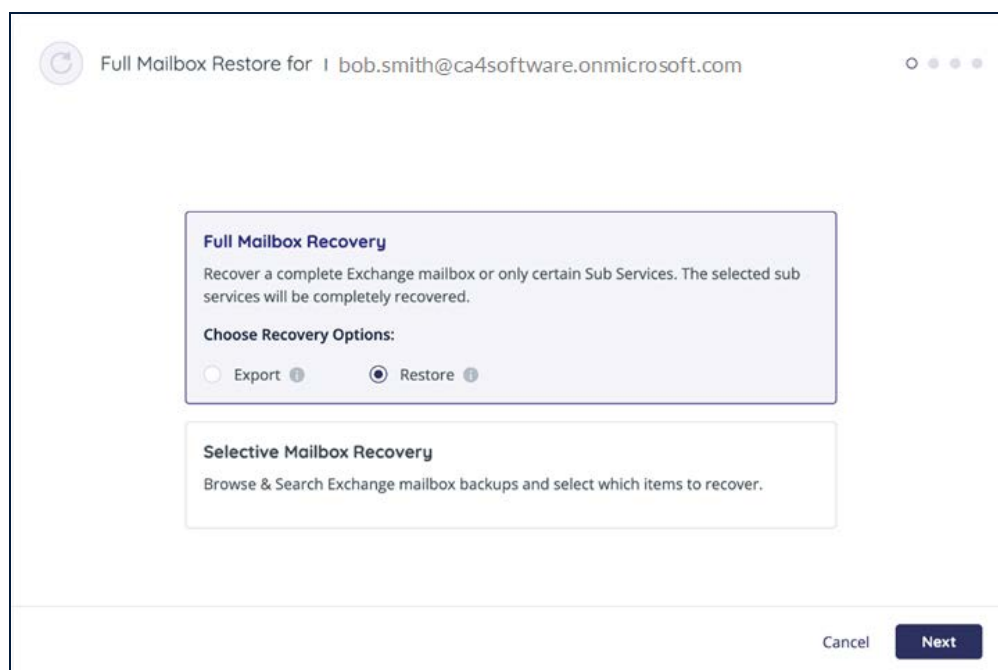 Full Mailbox Restore for | bob.smith@ca4software.onmicrosoft.com
Full Mailbox Recovery
Recover a complete Exchange mailbox or only certain Sub Services. The selected sub
services will be completely recovered.
Choose Recovery Options:
Export Restore
Selective Mailbox Recovery
Browse & Search Exchange mailbox backups and select which items to recover.
Cancel Next